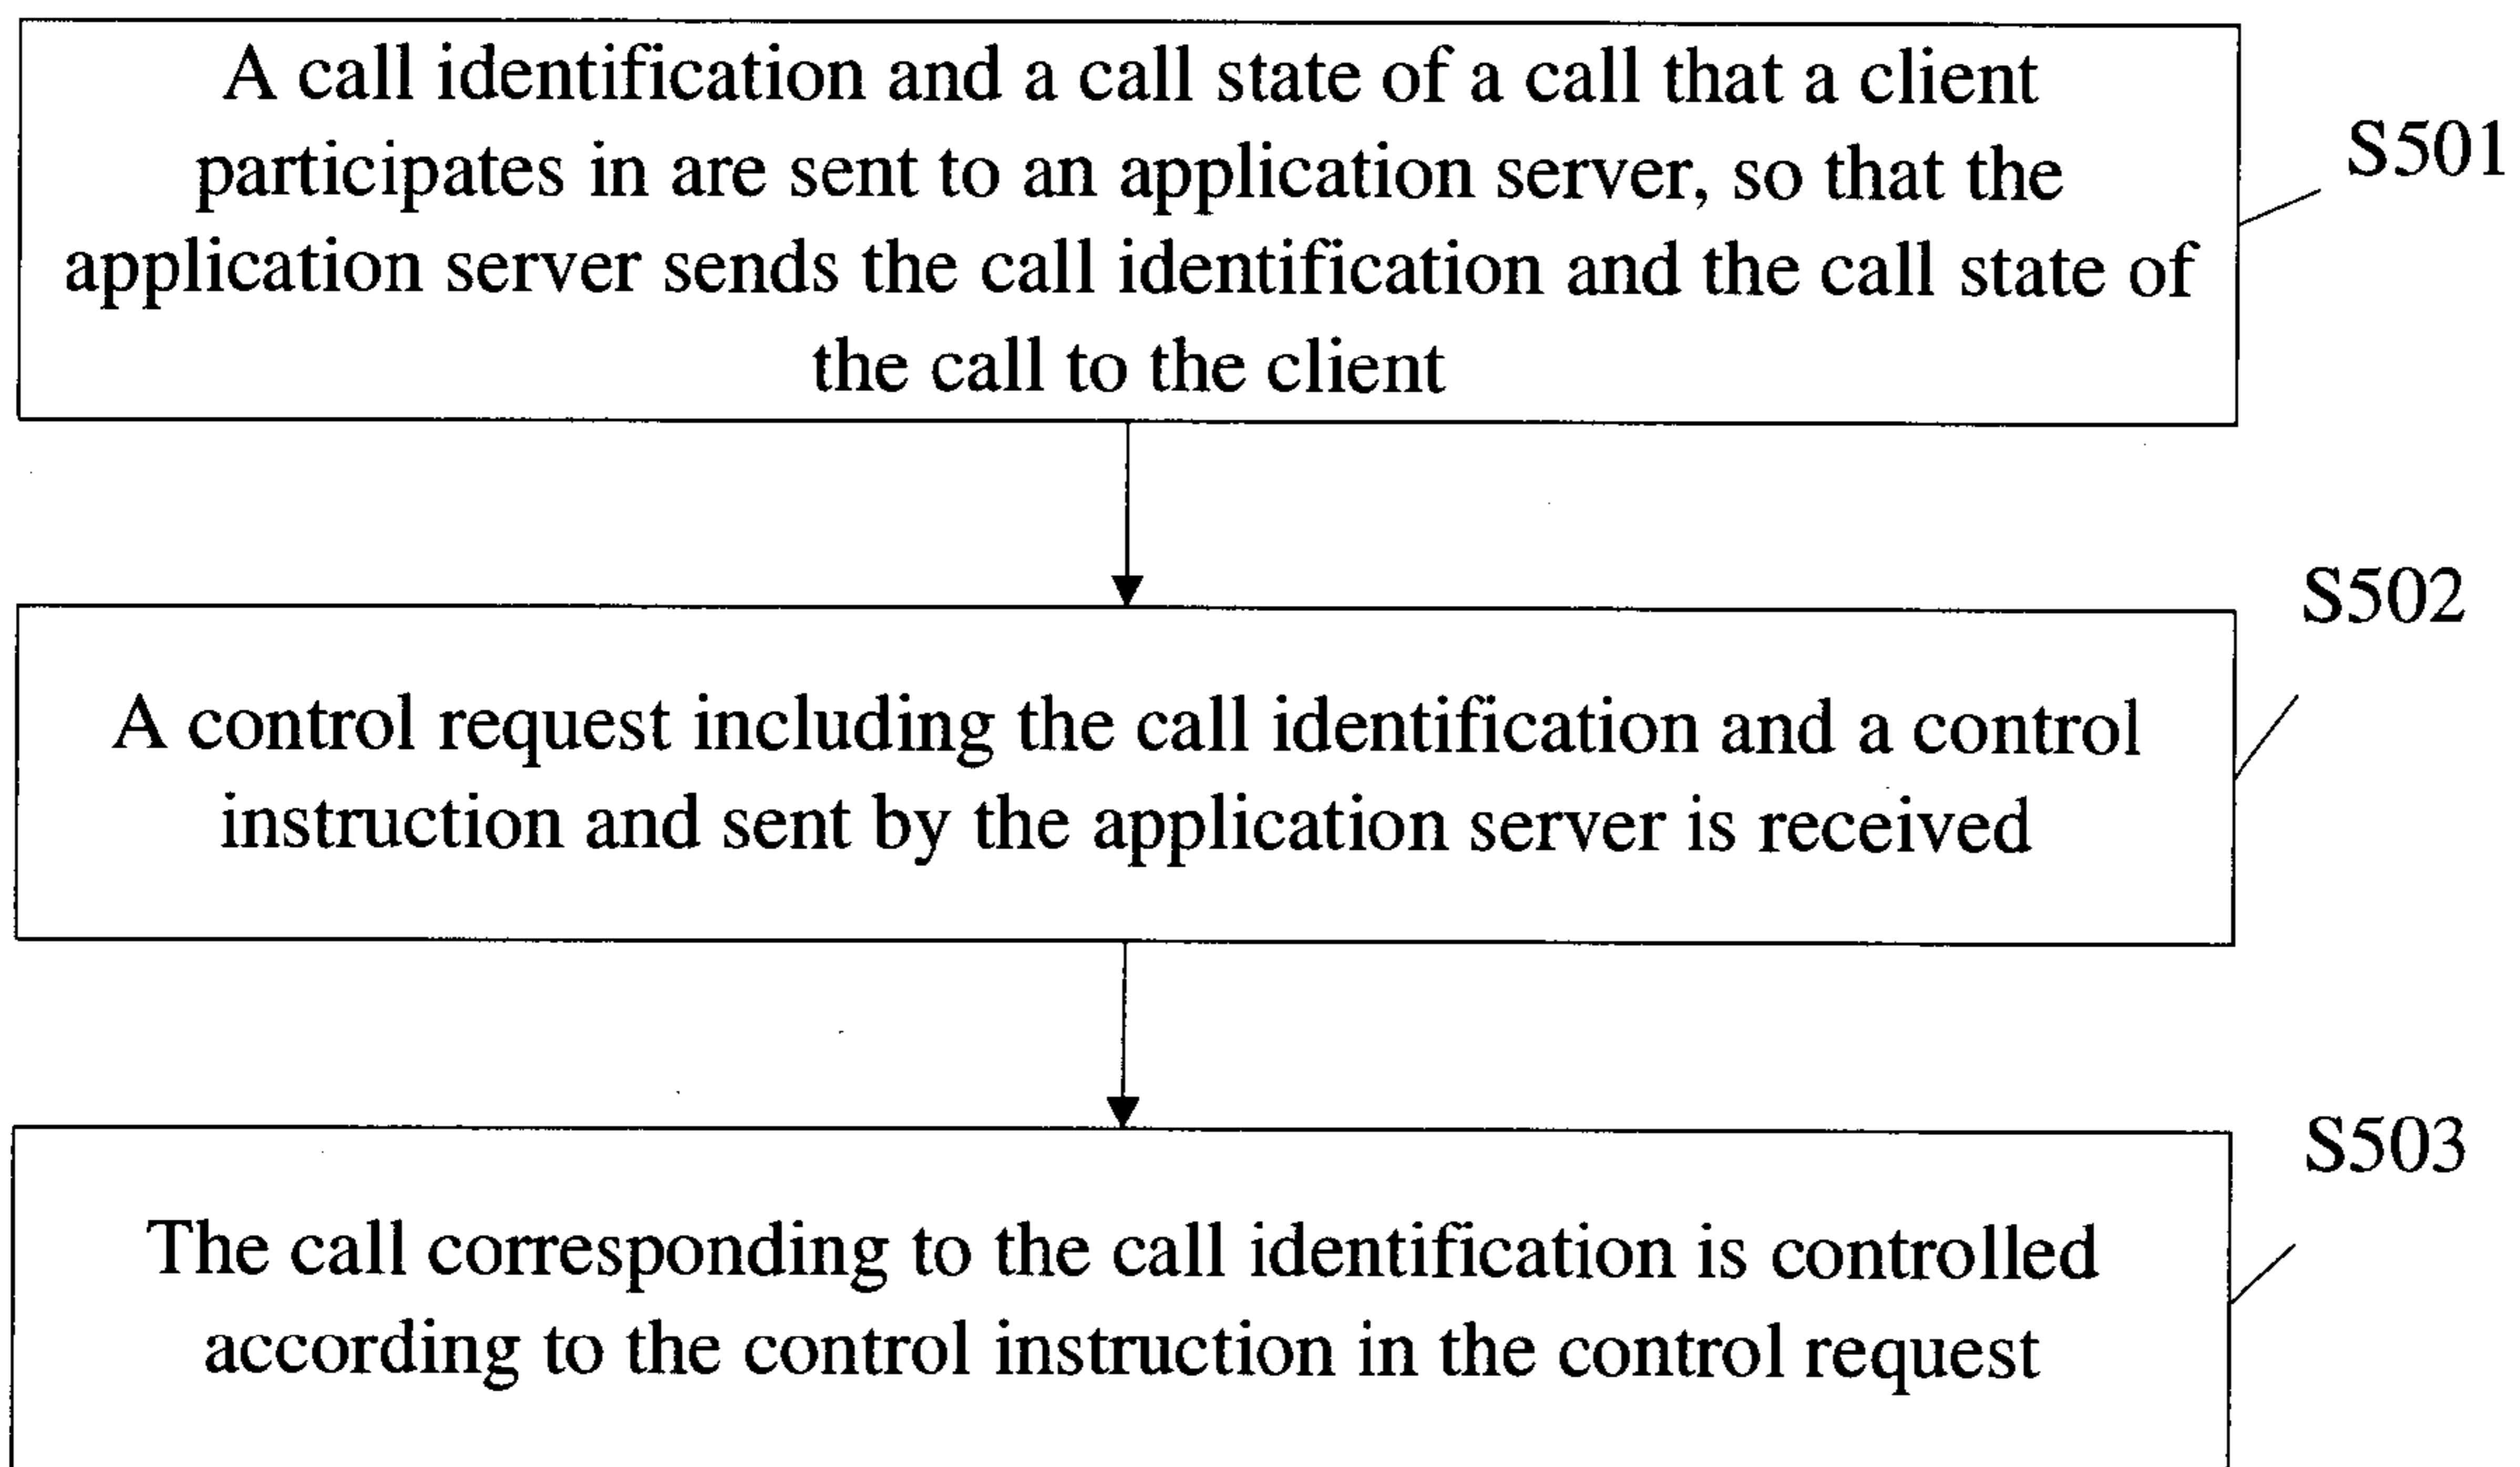 A call identification and a call state of a call that a client
participates in are sent to an application server, so that the
application server sends the call identification and the call state of
the call to the client
S501
S502
A control request including the call identification and a control
instruction and sent by the application server is received
S503
The call corresponding to the call identification is controlled
according to the control instruction in the control request